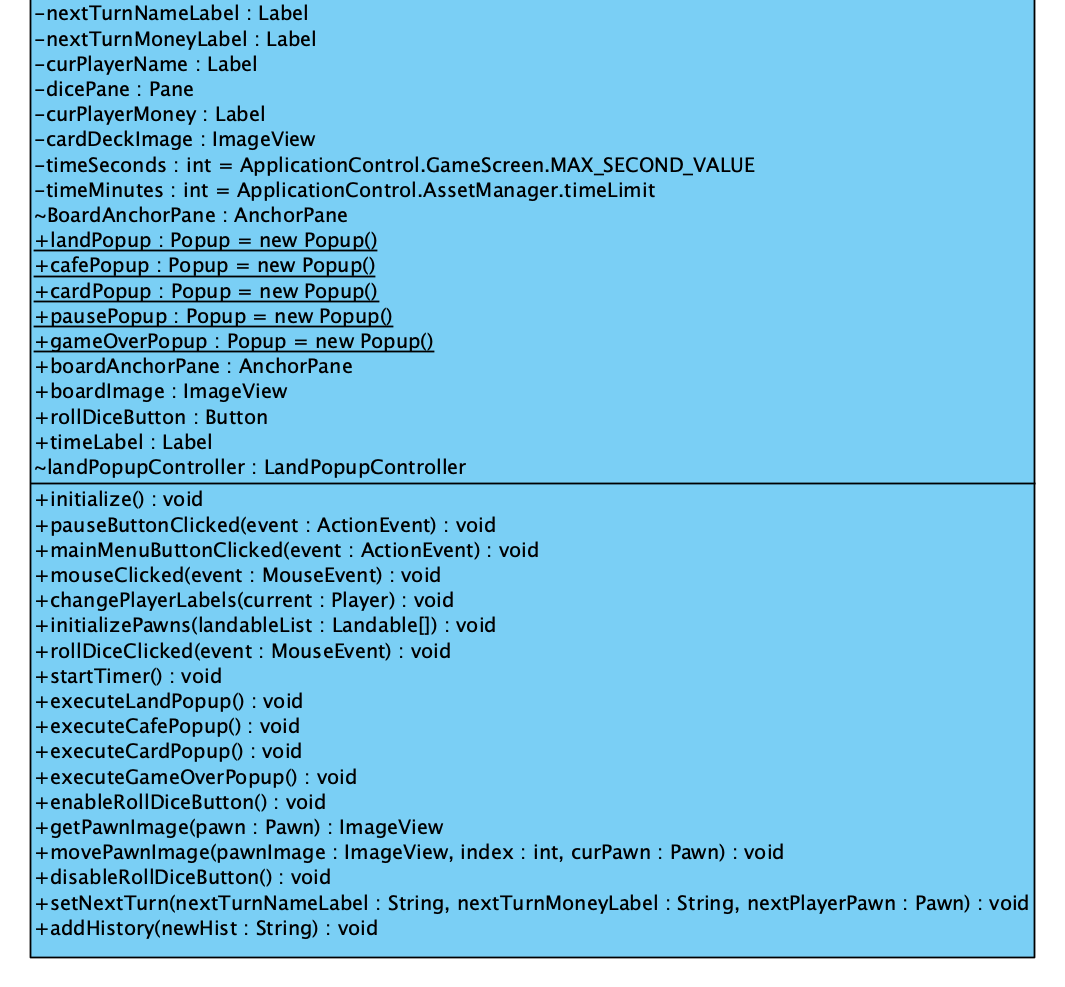 -nextTurnNameLabel : Label
-nextTurnMoneyLabel : Label
-curPlayerName : Label
-dicePane : Pane
-curPlayerMoney : Label
-cardDeckImage : ImageView
-timeSeconds : int = ApplicationControl.GameScreen.MAX_SECOND_VALUE
-timeMinutes : int = ApplicationControl.AssetManager.timeLimit
~BoardAnchorPane : AnchorPane
+landPopup : Popup = new Popup()
+cafePopup : Popup = new Popup()
+cardPopup : Popup = new Popup()
+pausePopup : Popup = new Popup()
+gameOverPopup : Popup = new Popup()
+boardAnchorPane : AnchorPane
+boardImage : ImageView
+rollDiceButton : Button
+timeLabel : Label
~landPopupController : LandPopupController
+initialize() : void
+pauseButtonClicked(event : ActionEvent) : void
+mainMenuButtonClicked(event : ActionEvent) : void
+mouseClicked(event : MouseEvent) : void
+changePlayerLabels(current : Player) : void
+initializePawns(landableList : Landable[]) : void
+rollDiceClicked(event : MouseEvent) : void
+startTimer() : void
+executeLandPopup() : void
+executeCafePopup() : void
+executeCardPopup() : void
+executeGameOverPopup() : void
+enableRollDiceButton() : void
+getPawnImage(pawn : Pawn) : ImageView
+movePawnImage(pawnImage : ImageView, index : int, curPawn : Pawn) : void
+disableRollDiceButton() : void
+setNextTurn(nextTurnNameLabel : String, nextTurnMoneyLabel : String, nextPlayerPawn : Pawn) : void
+addHistory(newHist : String) : void